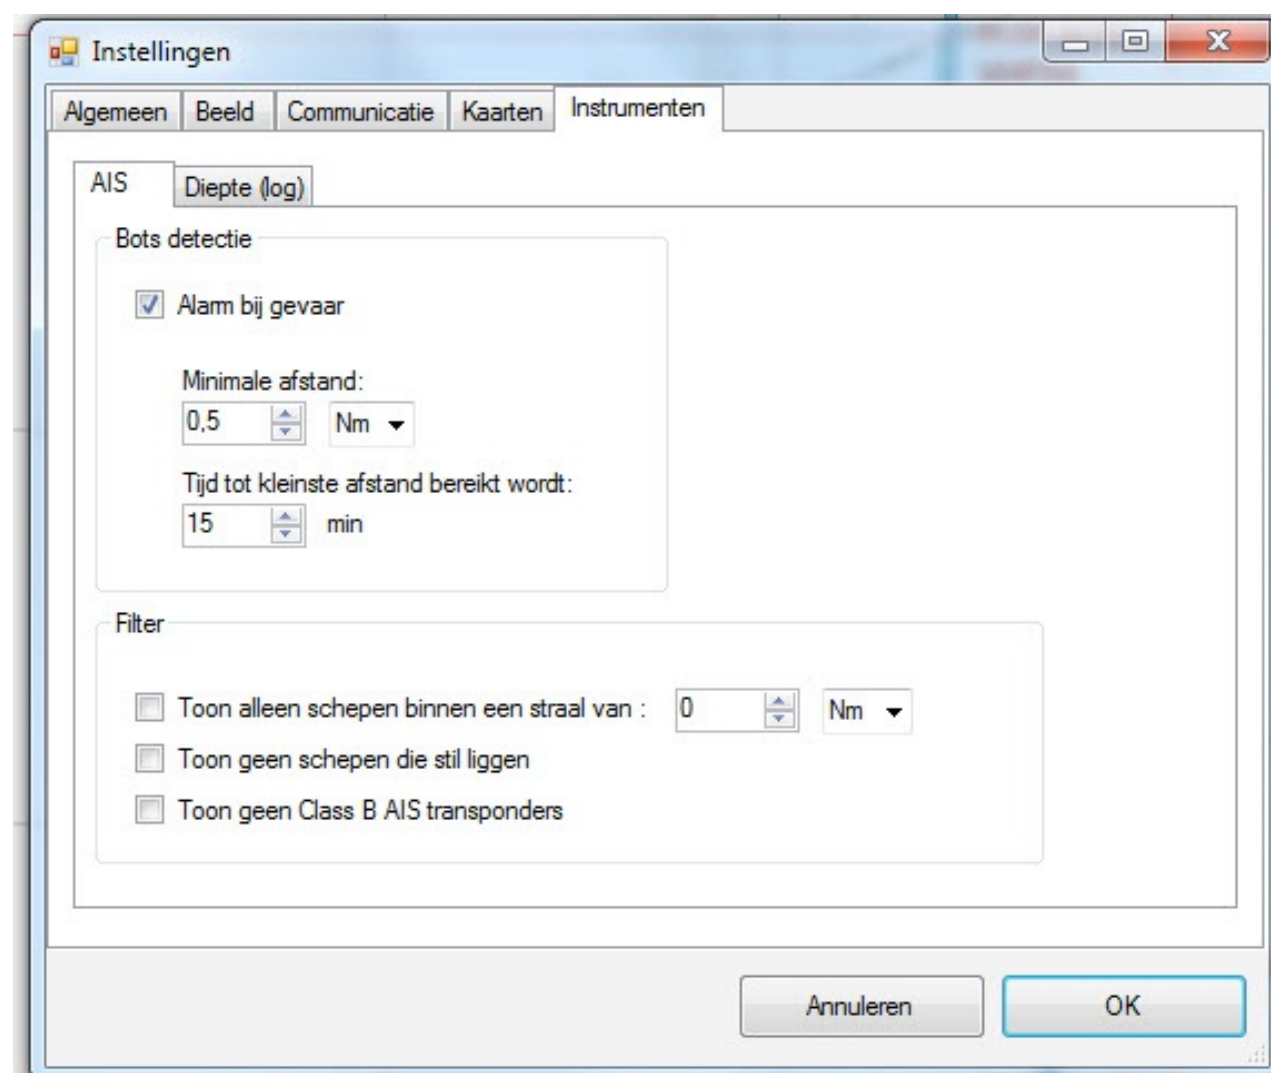 Instellingen
Algemeen Beeld Communicatie Kaarten Instrumenten
AIS Diepte (log)
Bots detectie
Alarm bij gevaar
Minimale afstand:
0,5 Nm
Tijd tot kleinste afstand bereikt wordt:
15 min
Filter
Toon alleen schepen binnen een straal van : 0 Nm
Toon geen schepen die stil liggen
Toon geen Class B AIS transponders
Annuleren OK